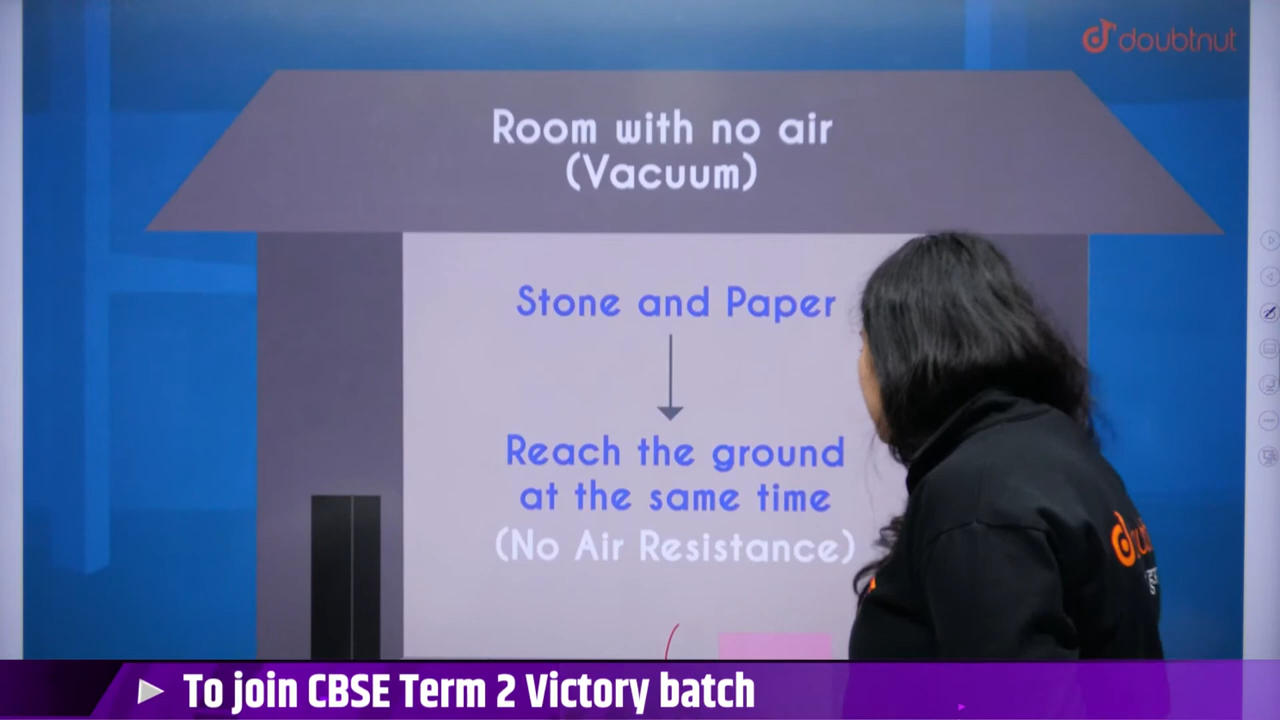 doubtnut
Room with no air
(Vacuum)
Stone and Paper
Reach the ground
at the same time
(No Air Resistance)
To join CBSE Term 2 Victory batch